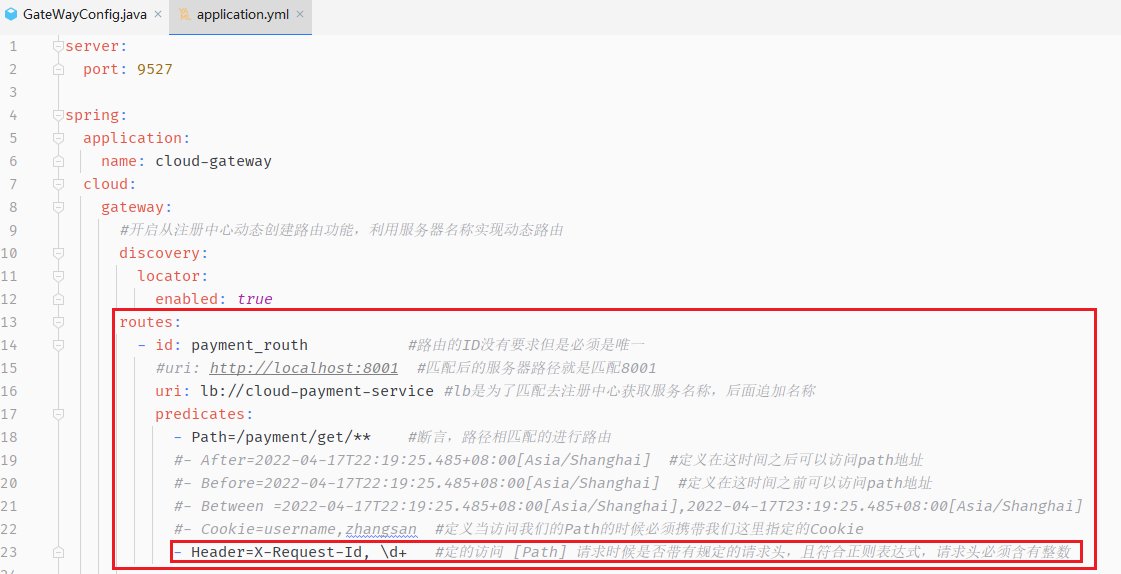 GateWayConfig.java × application.yml ×
1 server:
2 port: 9527
3
4 spring:
5 application:
6 name: cloud-gateway
7 cloud:
8 gateway:
9 #开启从注册中心动态创建路由功能，利用服务器名称实现动态路由
10 discovery:
11 locator:
12 enabled: true
13 routes:
14 - id: payment_routh #路由的ID没有要求但是必须是唯一
15 #uri: http://localhost:8001 #匹配后的服务器路径就是匹配8001
16 uri: lb://cloud-payment-service #lb是为了匹配去注册中心获取服务名称，后面追加名称
17 predicates:
18 - Path=/payment/get/** #断言，路径相匹配的进行路由
19 #- After=2022-04-17T22:19:25.485+08:00[Asia/Shanghai] #定义在这时间之后可以访问path地址
20 #- Before=2022-04-17T22:19:25.485+08:00[Asia/Shanghai] #定义在这时间之前可以访问path地址
21 #- Between =2022-04-17T22:19:25.485+08:00[Asia/Shanghai],2022-04-17T23:19:25.485+08:00[Asia/Shanghai]
22 #- Cookie=username,zhangsan #定义当访问我们的Path的时候必须携带我们这里指定的Cookie
23 - Header=X-Request-Id, \d+ #定的访问 [Path] 请求时候是否带有规定的请求头，且符合正则表达式，请求头必须含有整数